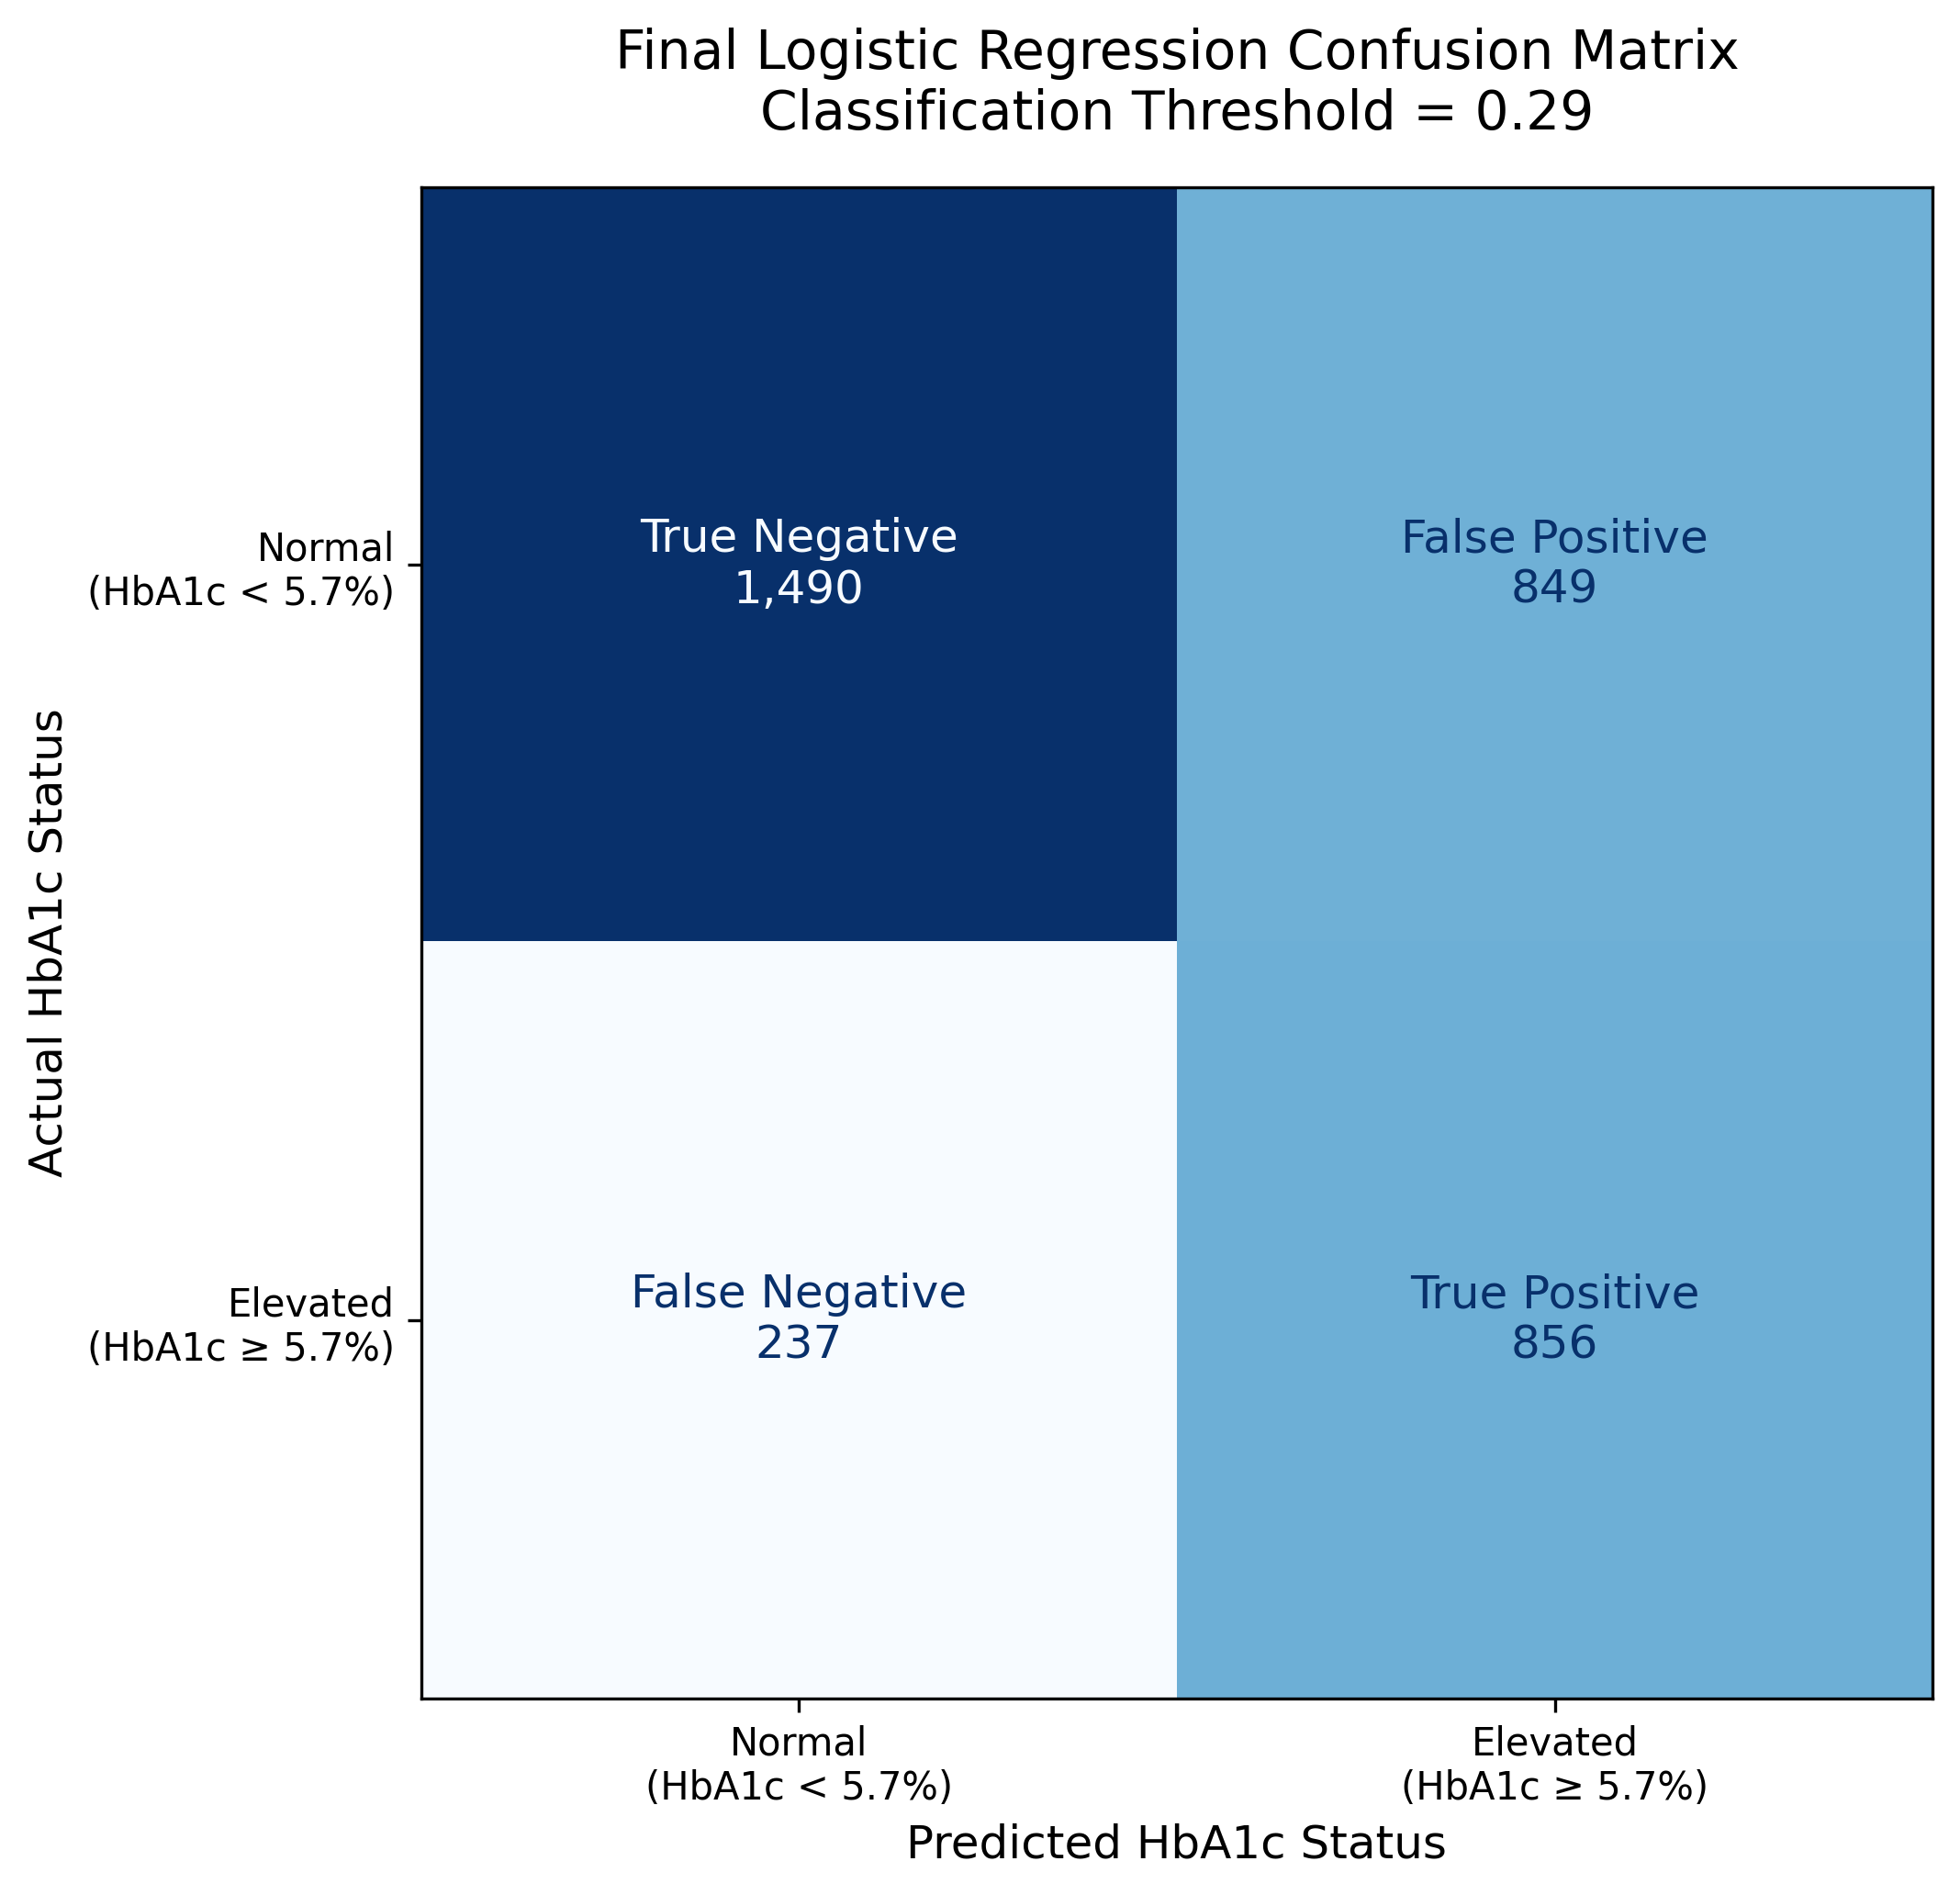 Final Logistic Regression Confusion Matrix
Classification Threshold = 0.29
Actual HbA1c Status
Normal
(HbA1c < 5.7%)
True Negative
1,490
False Positive
849
Elevated
(HbA1c ≥ 5.7%)
False Negative
237
True Positive
856
Normal
(HbA1c < 5.7%)
Elevated
(HbA1c ≥ 5.7%)
Predicted HbA1c Status